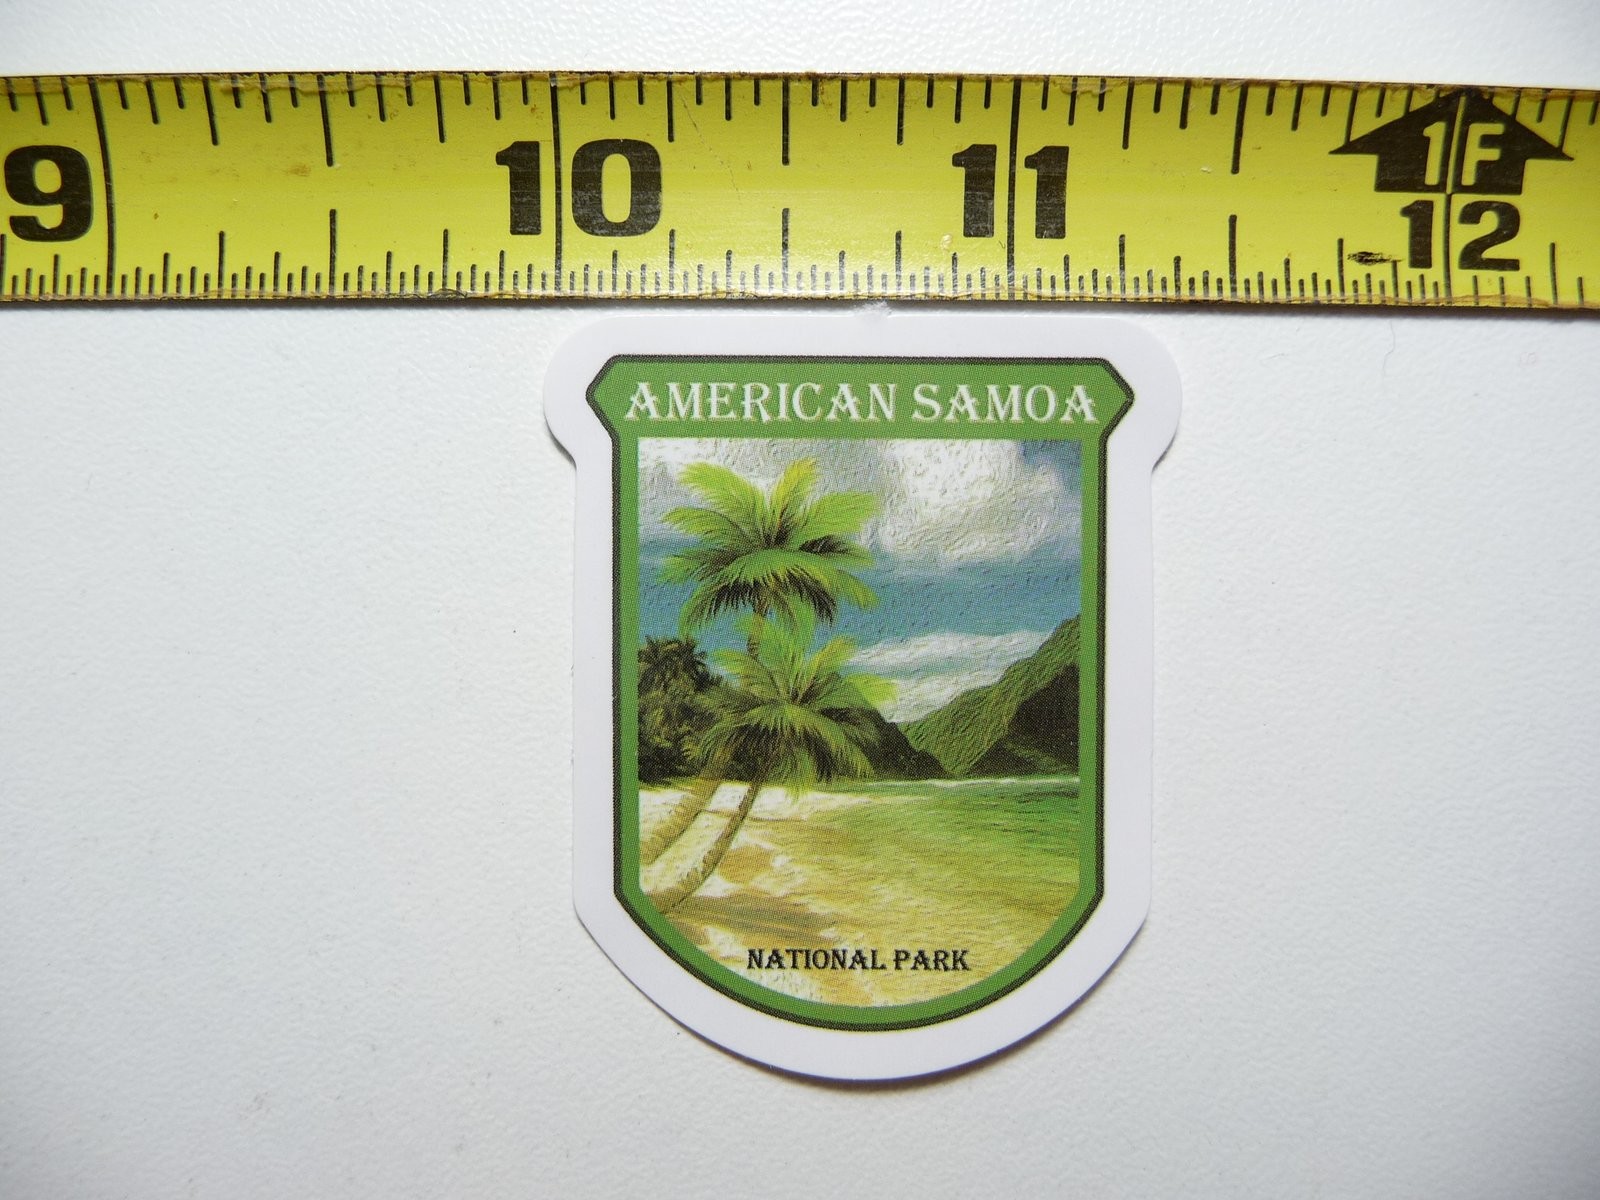 9 10 11 1F
12
AMERICAN SAMOA
NATIONAL PARK